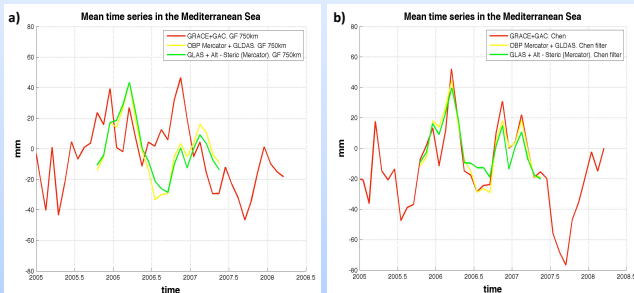 a)
Mean time series in the Mediterranean Sea
GRACE+GAC. GF 750km
OBP Mercator + GLDAS. GF 750km
GLAS + Alt - Steric (Mercator). GF 750km
80
60
40
20
0
-20
-40
-60
-80
mm
2005
2005.5
2006
2006.5
2007
2007.5
2008
2008.5
time
b)
Mean time series in the Mediterranean Sea
GRACE+GAC. Chen
OBP Mercator + GLDAS. Chen filter
GLAS + Alt - Steric (Mercator). Chen filter
80
60
40
20
0
-20
-40
-60
-80
mm
2005
2005.5
2006
2006.5
2007
2007.5
2008
2008.5
time